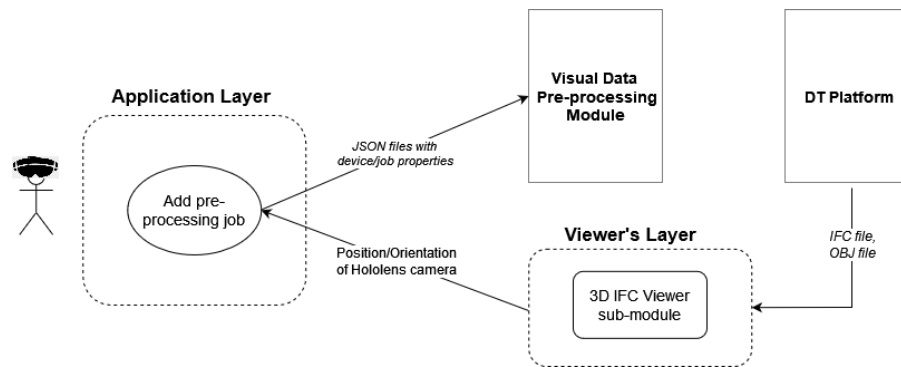 Application Layer
Add pre-
processing job
JSON files with
device/job properties
Visual Data
Pre-processing
Module
DT Platform
Position/Orientation
of Hololens camera
Viewer's Layer
3D IFC Viewer
sub-module
IFC file,
OBJ file